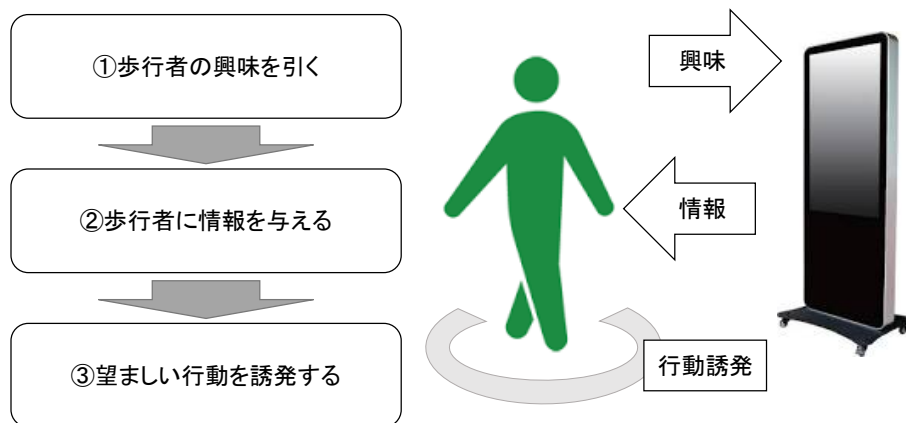 ①歩行者の興味を引く
②歩行者に情報を与える
③望ましい行動を誘発する
興味
情報
行動誘発